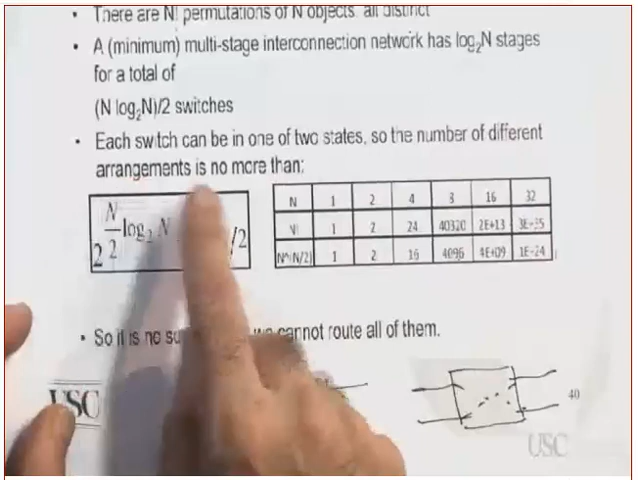 • There are N! permutations of N objects, all distinct
• A (minimum) multi-stage interconnection network has log₂N stages
for a total of
(N log₂N)/2 switches
• Each switch can be in one of two states, so the number of different
arrangements is no more than:
2 N/2 log₂ N /2
N 1 2 4 8 16 32
N! 1 2 24 40320 2E+13 3E+35
N^(N/2) 1 2 16 4096 4E+09 1E+24
• So it is no su cannot route all of them.
USC
40
USC